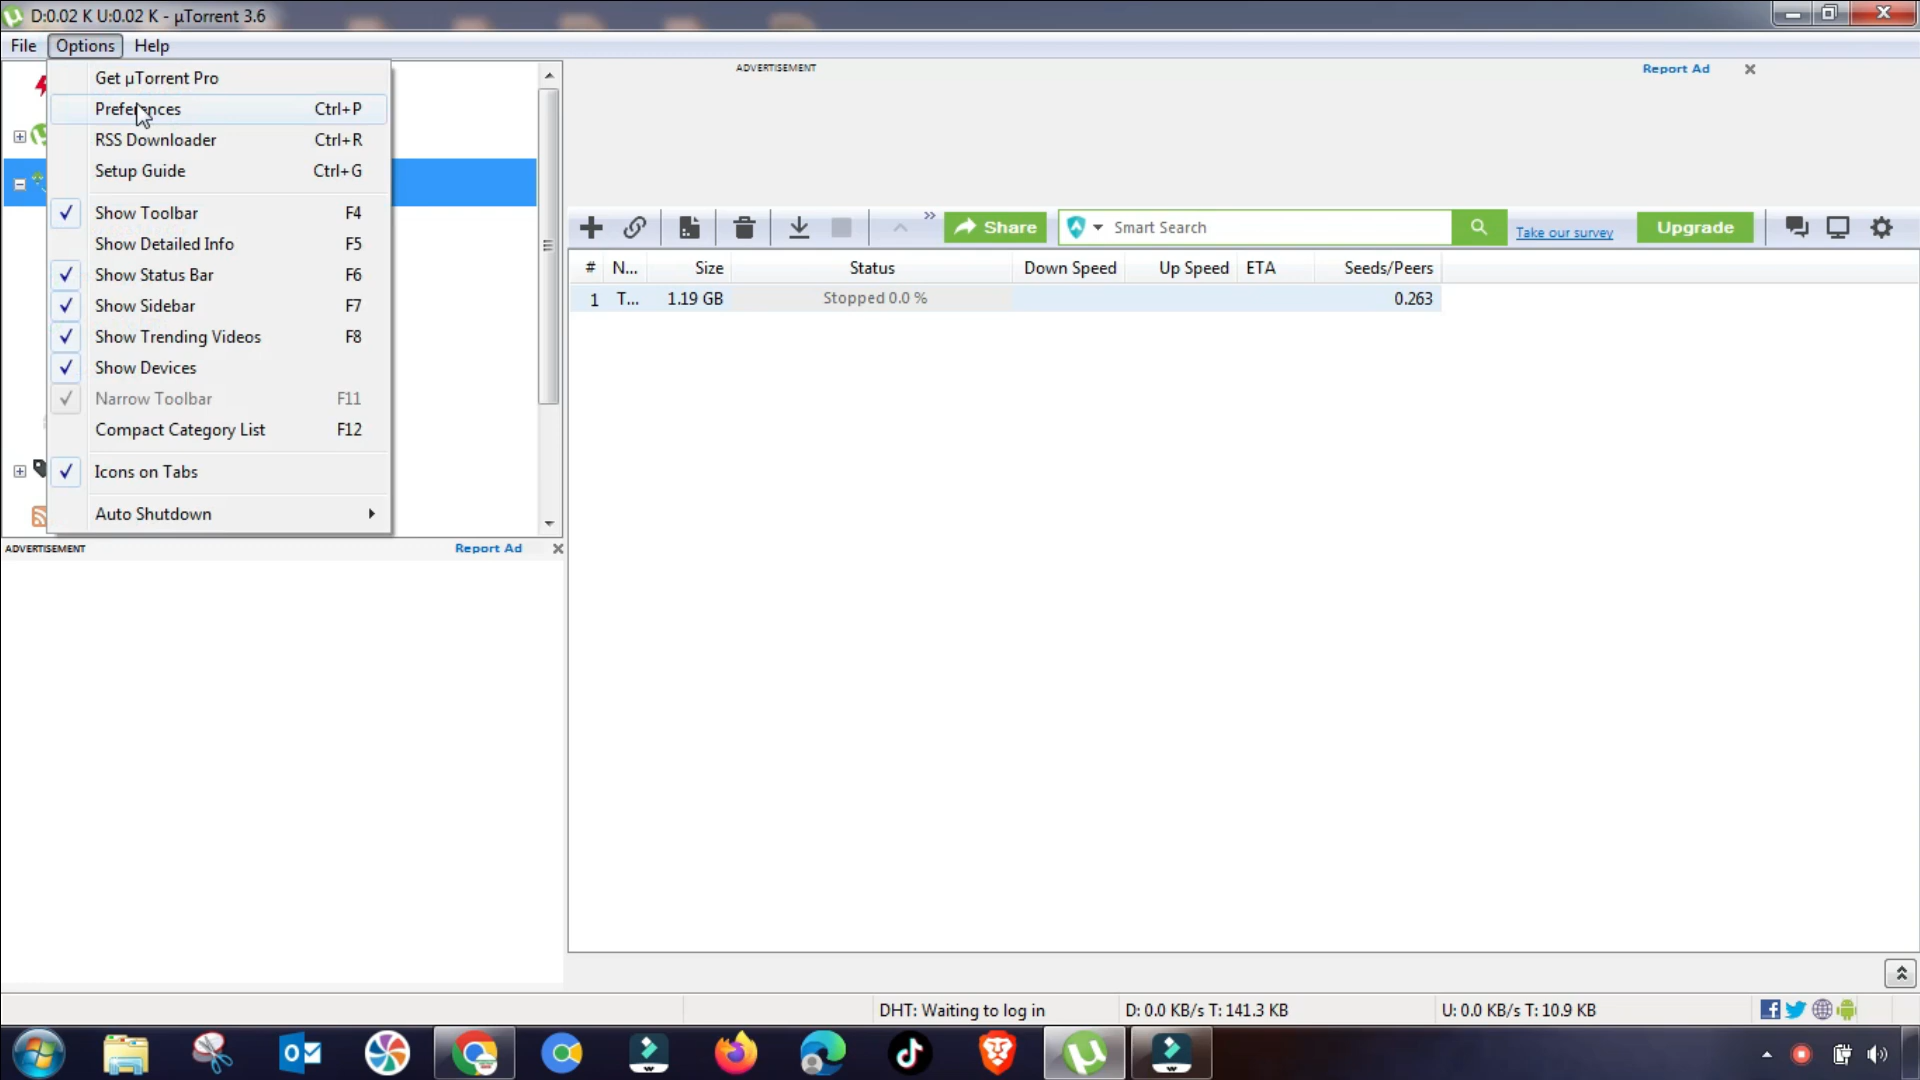 D:0.02 K U:0.02 K - µTorrent 3.6
File Options Help
Get µTorrent Pro
Preferences Ctrl+P
RSS Downloader Ctrl+R
Setup Guide Ctrl+G
Show Toolbar F4
Show Detailed Info F5
Show Status Bar F6
Show Sidebar F7
Show Trending Videos F8
Show Devices
Narrow Toolbar F11
Compact Category List F12
Icons on Tabs
Auto Shutdown
ADVERTISEMENT Report Ad
ADVERTISEMENT Report Ad
Share Smart Search Take our survey Upgrade
# N... Size Status Down Speed Up Speed ETA Seeds/Peers
1 T... 1.19 GB Stopped 0.0 % 0.263
DHT: Waiting to log in D: 0.0 KB/s T: 141.3 KB U: 0.0 KB/s T: 10.9 KB